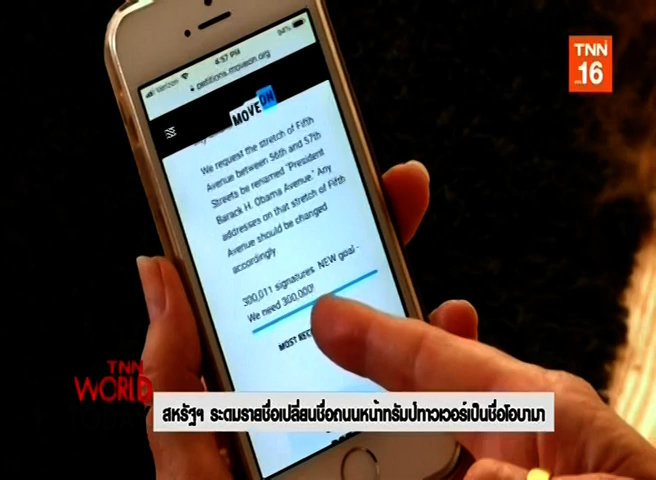 TNN
16
verizon
4:57 PM
94%
petitions.moveon.org
MOVEON
We request the stretch of Fifth
Avenue between 56th and 57th
Streets be renamed "President
Barack H. Obama Avenue." Any
addresses on that stretch of Fifth
Avenue should be changed
accordingly
300,011 signatures NEW goal -
We need 300,000!
MOST
TNN
WORLD
TODAY
สหรัฐฯ ระดมรายชื่อเปลี่ยนชื่อถนนหน้าทรัมป์ทาวเวอร์เป็นชื่อโอบามา